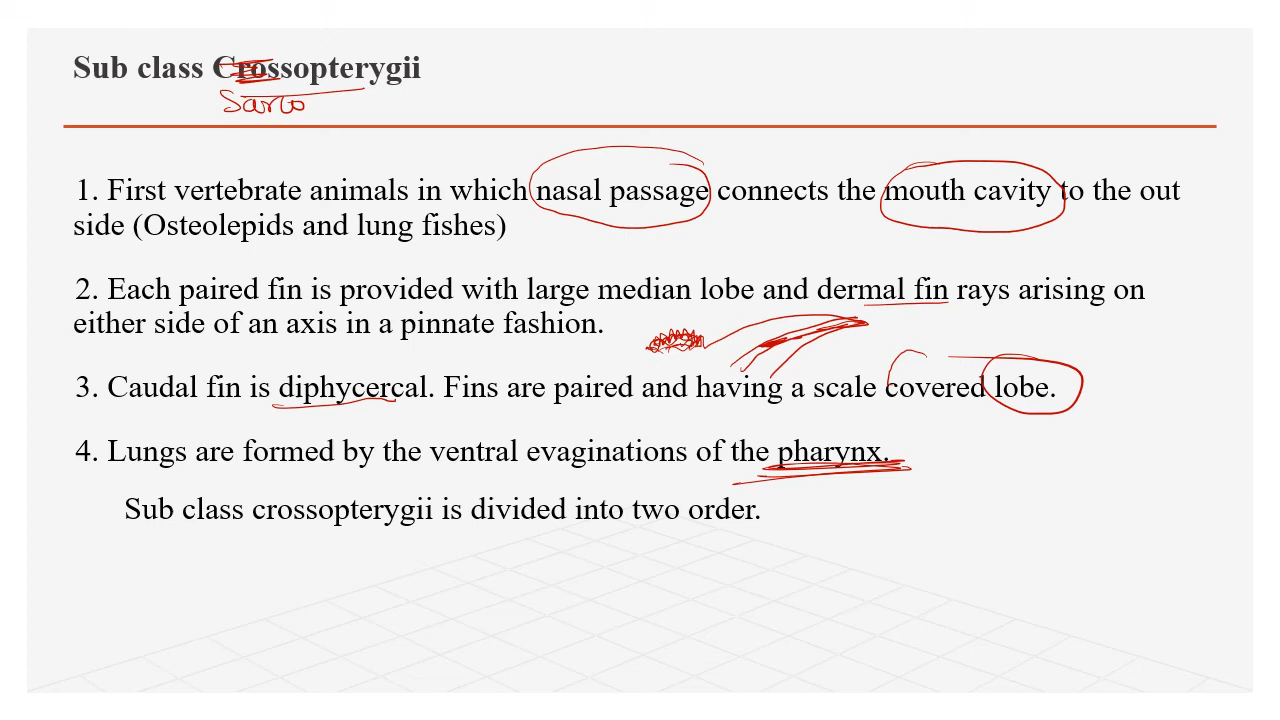 Sub class Crossopterygii
Sarco
1. First vertebrate animals in which nasal passage connects the mouth cavity to the out
side (Osteolepids and lung fishes)
2. Each paired fin is provided with large median lobe and dermal fin rays arising on
either side of an axis in a pinnate fashion.
3. Caudal fin is diphycercal. Fins are paired and having a scale covered lobe.
4. Lungs are formed by the ventral evaginations of the pharynx.
Sub class crossopterygii is divided into two order.